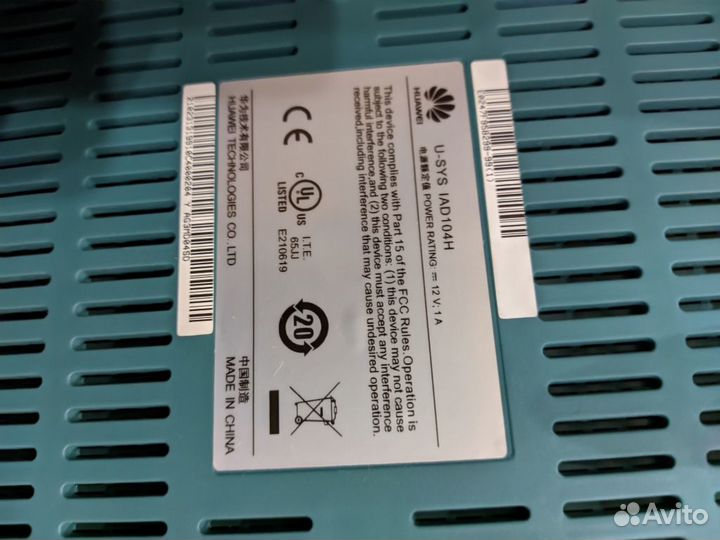 HUAWEI
U-SYS IAD104H
电源额定值 POWER RATING: ⎓ 12 V; 1 A
This device complies with Part 15 of the FCC Rules. Operation is
subject to the following two conditions: (1) this device may not cause
harmful interference,and (2) this device must accept any interference
received,including interference that may cause undesired operation.
CE
C UL US
LISTED
I.T.E.
65JJ
E210619
20
华为技术有限公司
HUAWEI TECHNOLOGIES CO., LTD
中国制造
MADE IN CHINA
Y AG3MD04SD
Avito